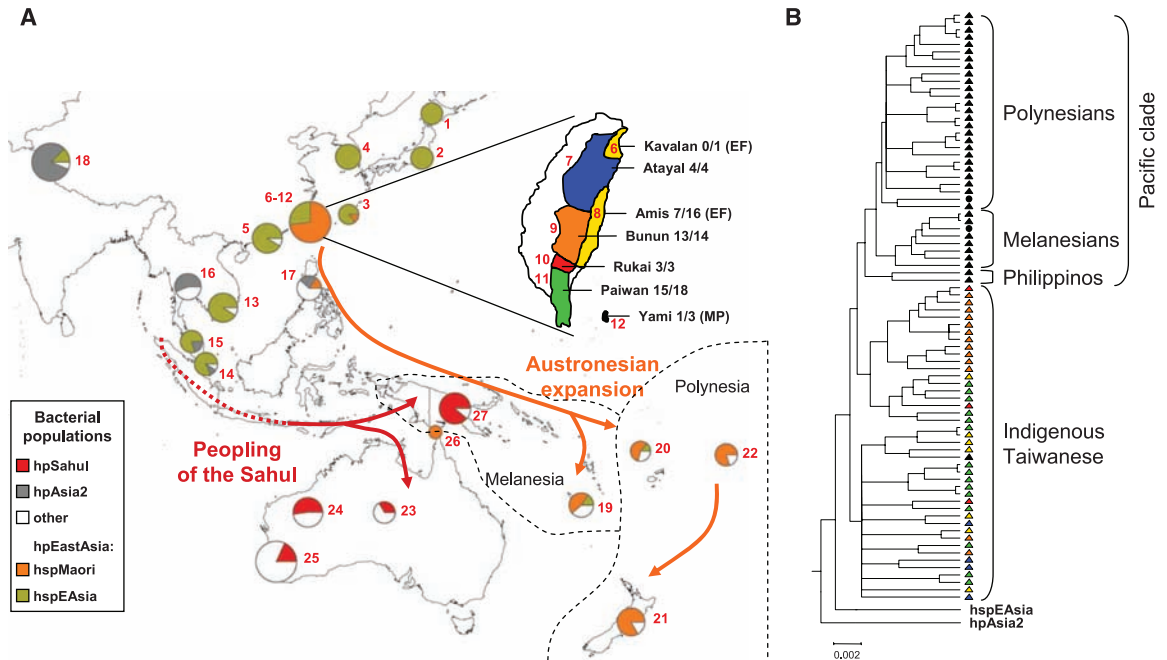 A
1
2
4
18
6-12
3
5
16
17
13
15
14
7
6
8
9
10
11
12
Kavalan 0/1 (EF)
Atayal 4/4
Amis 7/16 (EF)
Bunun 13/14
Rukai 3/3
Paiwan 15/18
Yami 1/3 (MP)
Austronesian
expansion
Polynesia
Peopling
of the Sahul
Melanesia
27
26
20
22
19
24
23
25
21
Bacterial
populations
hpSahul
hpAsia2
other
hpEastAsia:
hspMaori
hspEAsia
B
Polynesians
Melanesians
Philippinos
Pacific clade
Indigenous
Taiwanese
hspEAsia
hpAsia2
0.002